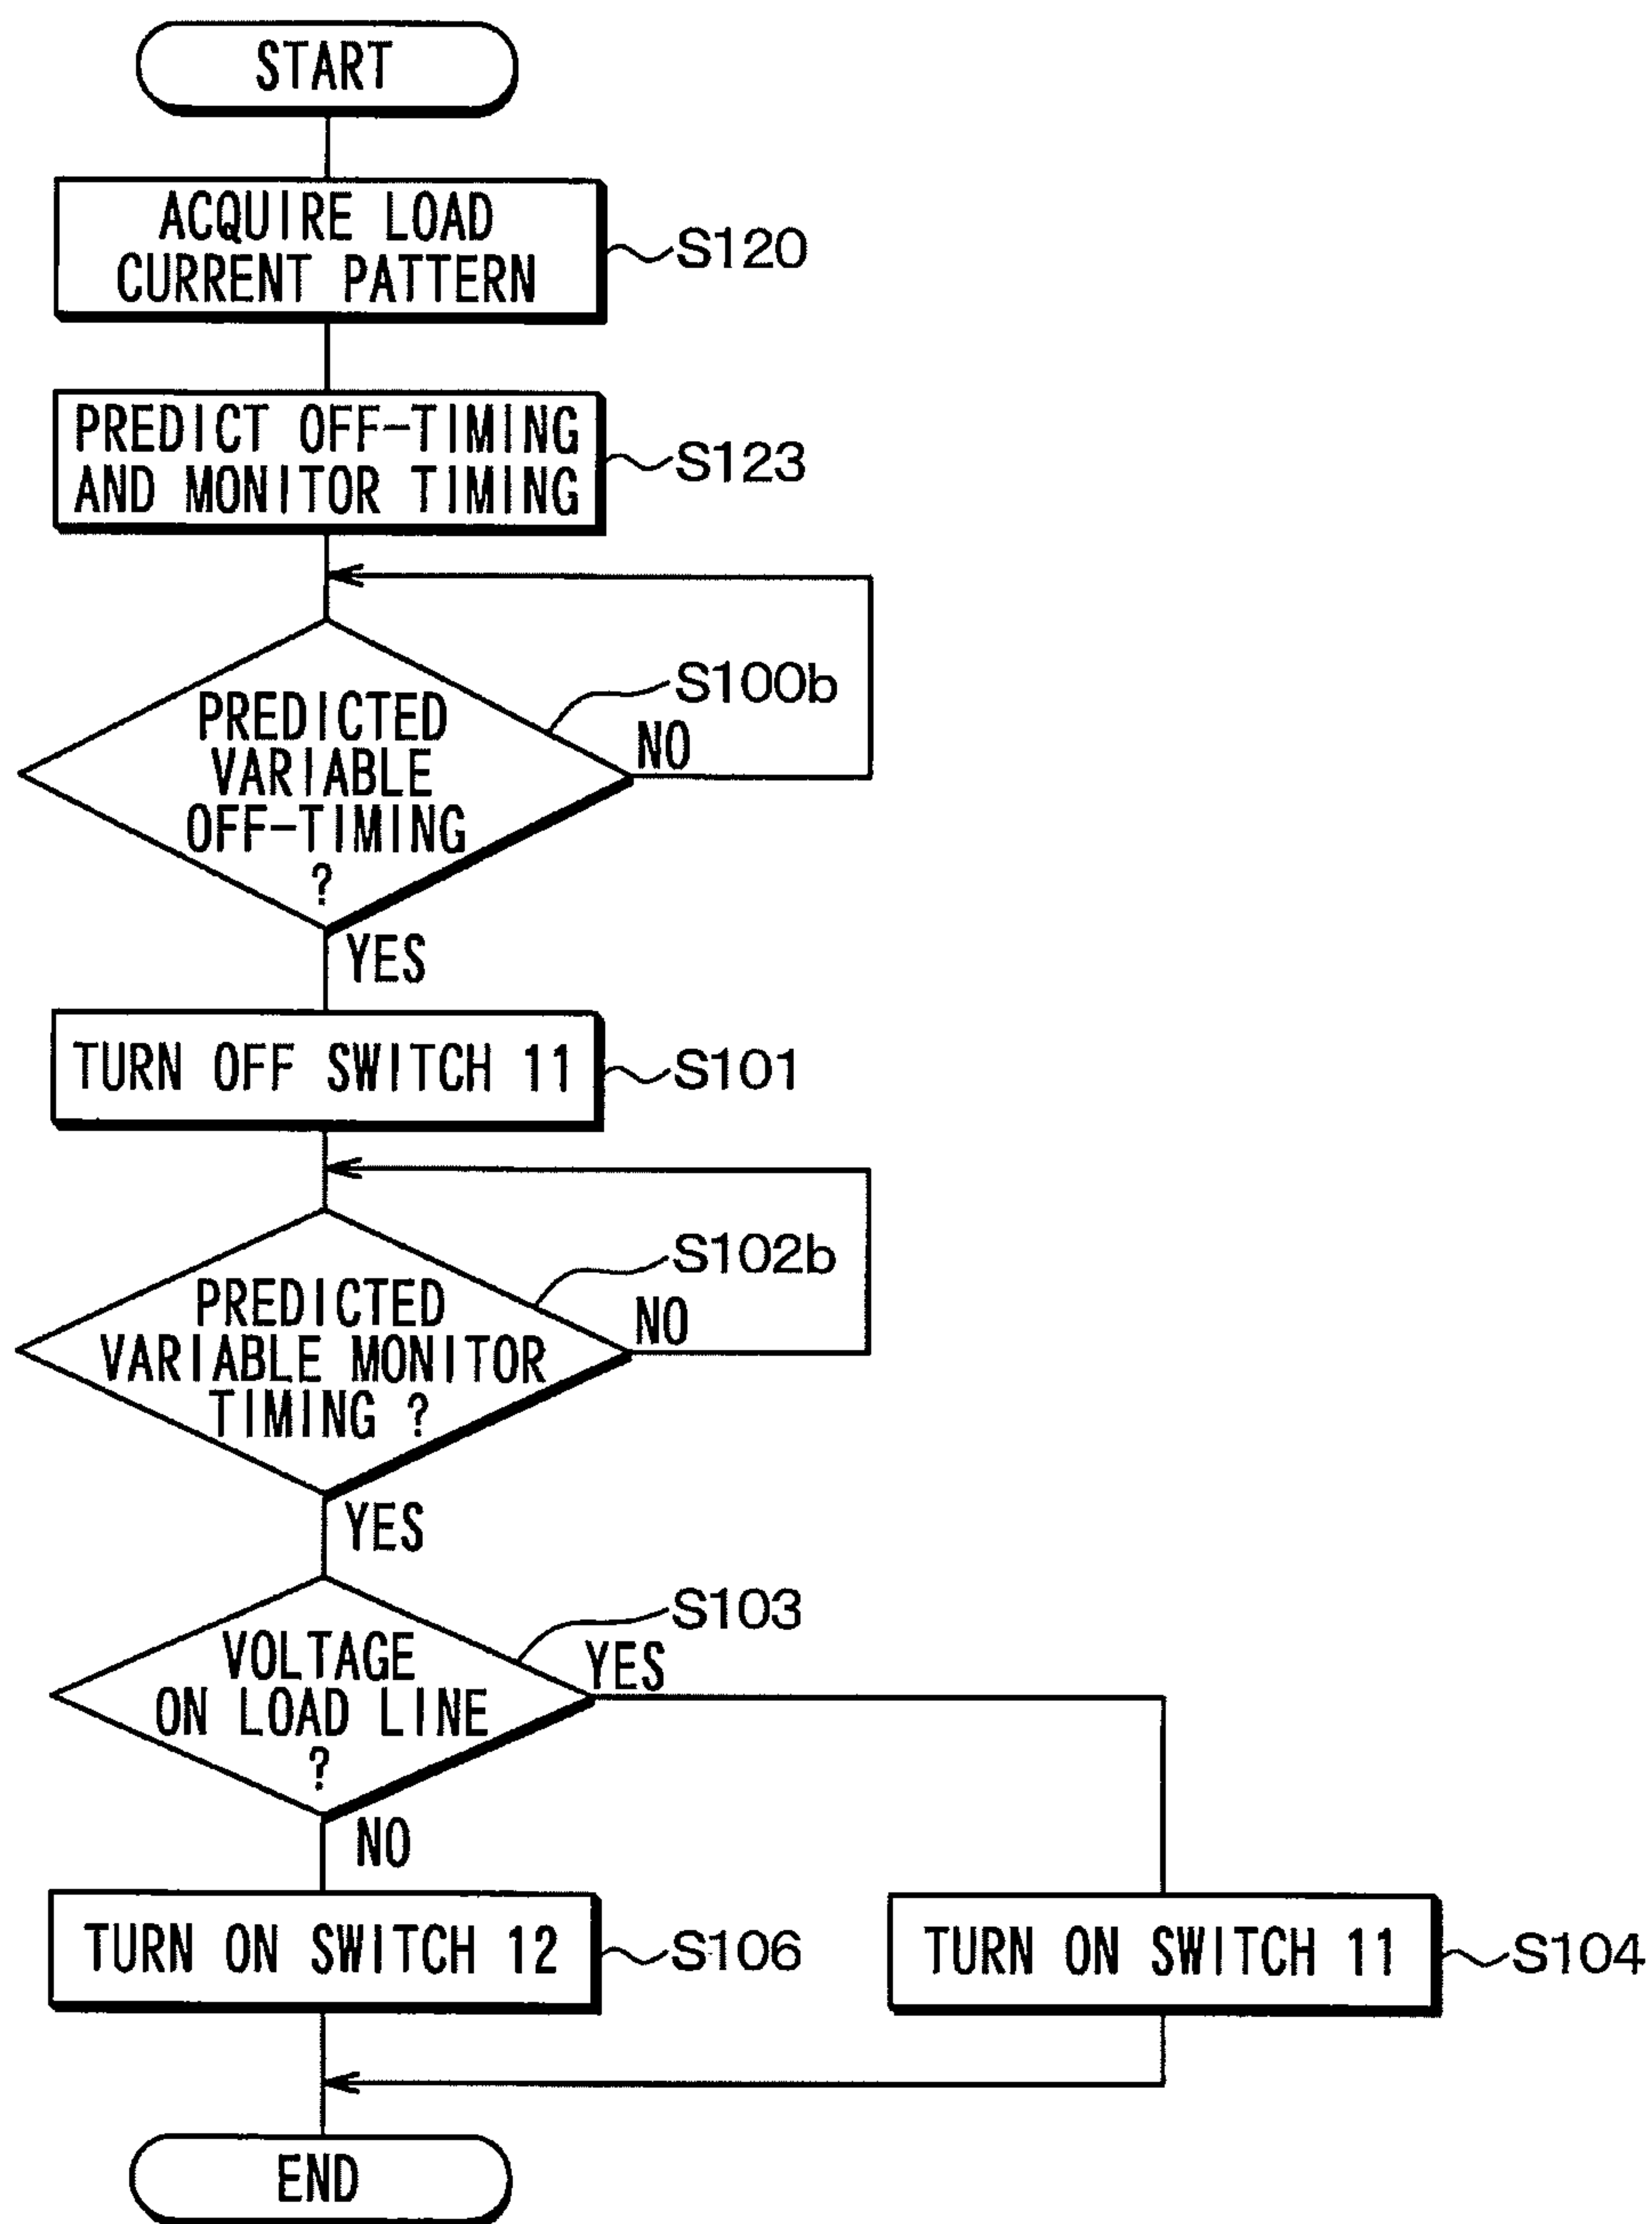 START
ACQUIRE LOAD
CURRENT PATTERN
S120
PREDICT OFF-TIMING
AND MONITOR TIMING
S123
S100b
PREDICTED
VARIABLE
OFF-TIMING
?
NO
YES
TURN OFF SWITCH 11
S101
S102b
PREDICTED
VARIABLE MONITOR
TIMING ?
NO
YES
S103
VOLTAGE
ON LOAD LINE
?
YES
NO
TURN ON SWITCH 12
S106
TURN ON SWITCH 11
S104
END